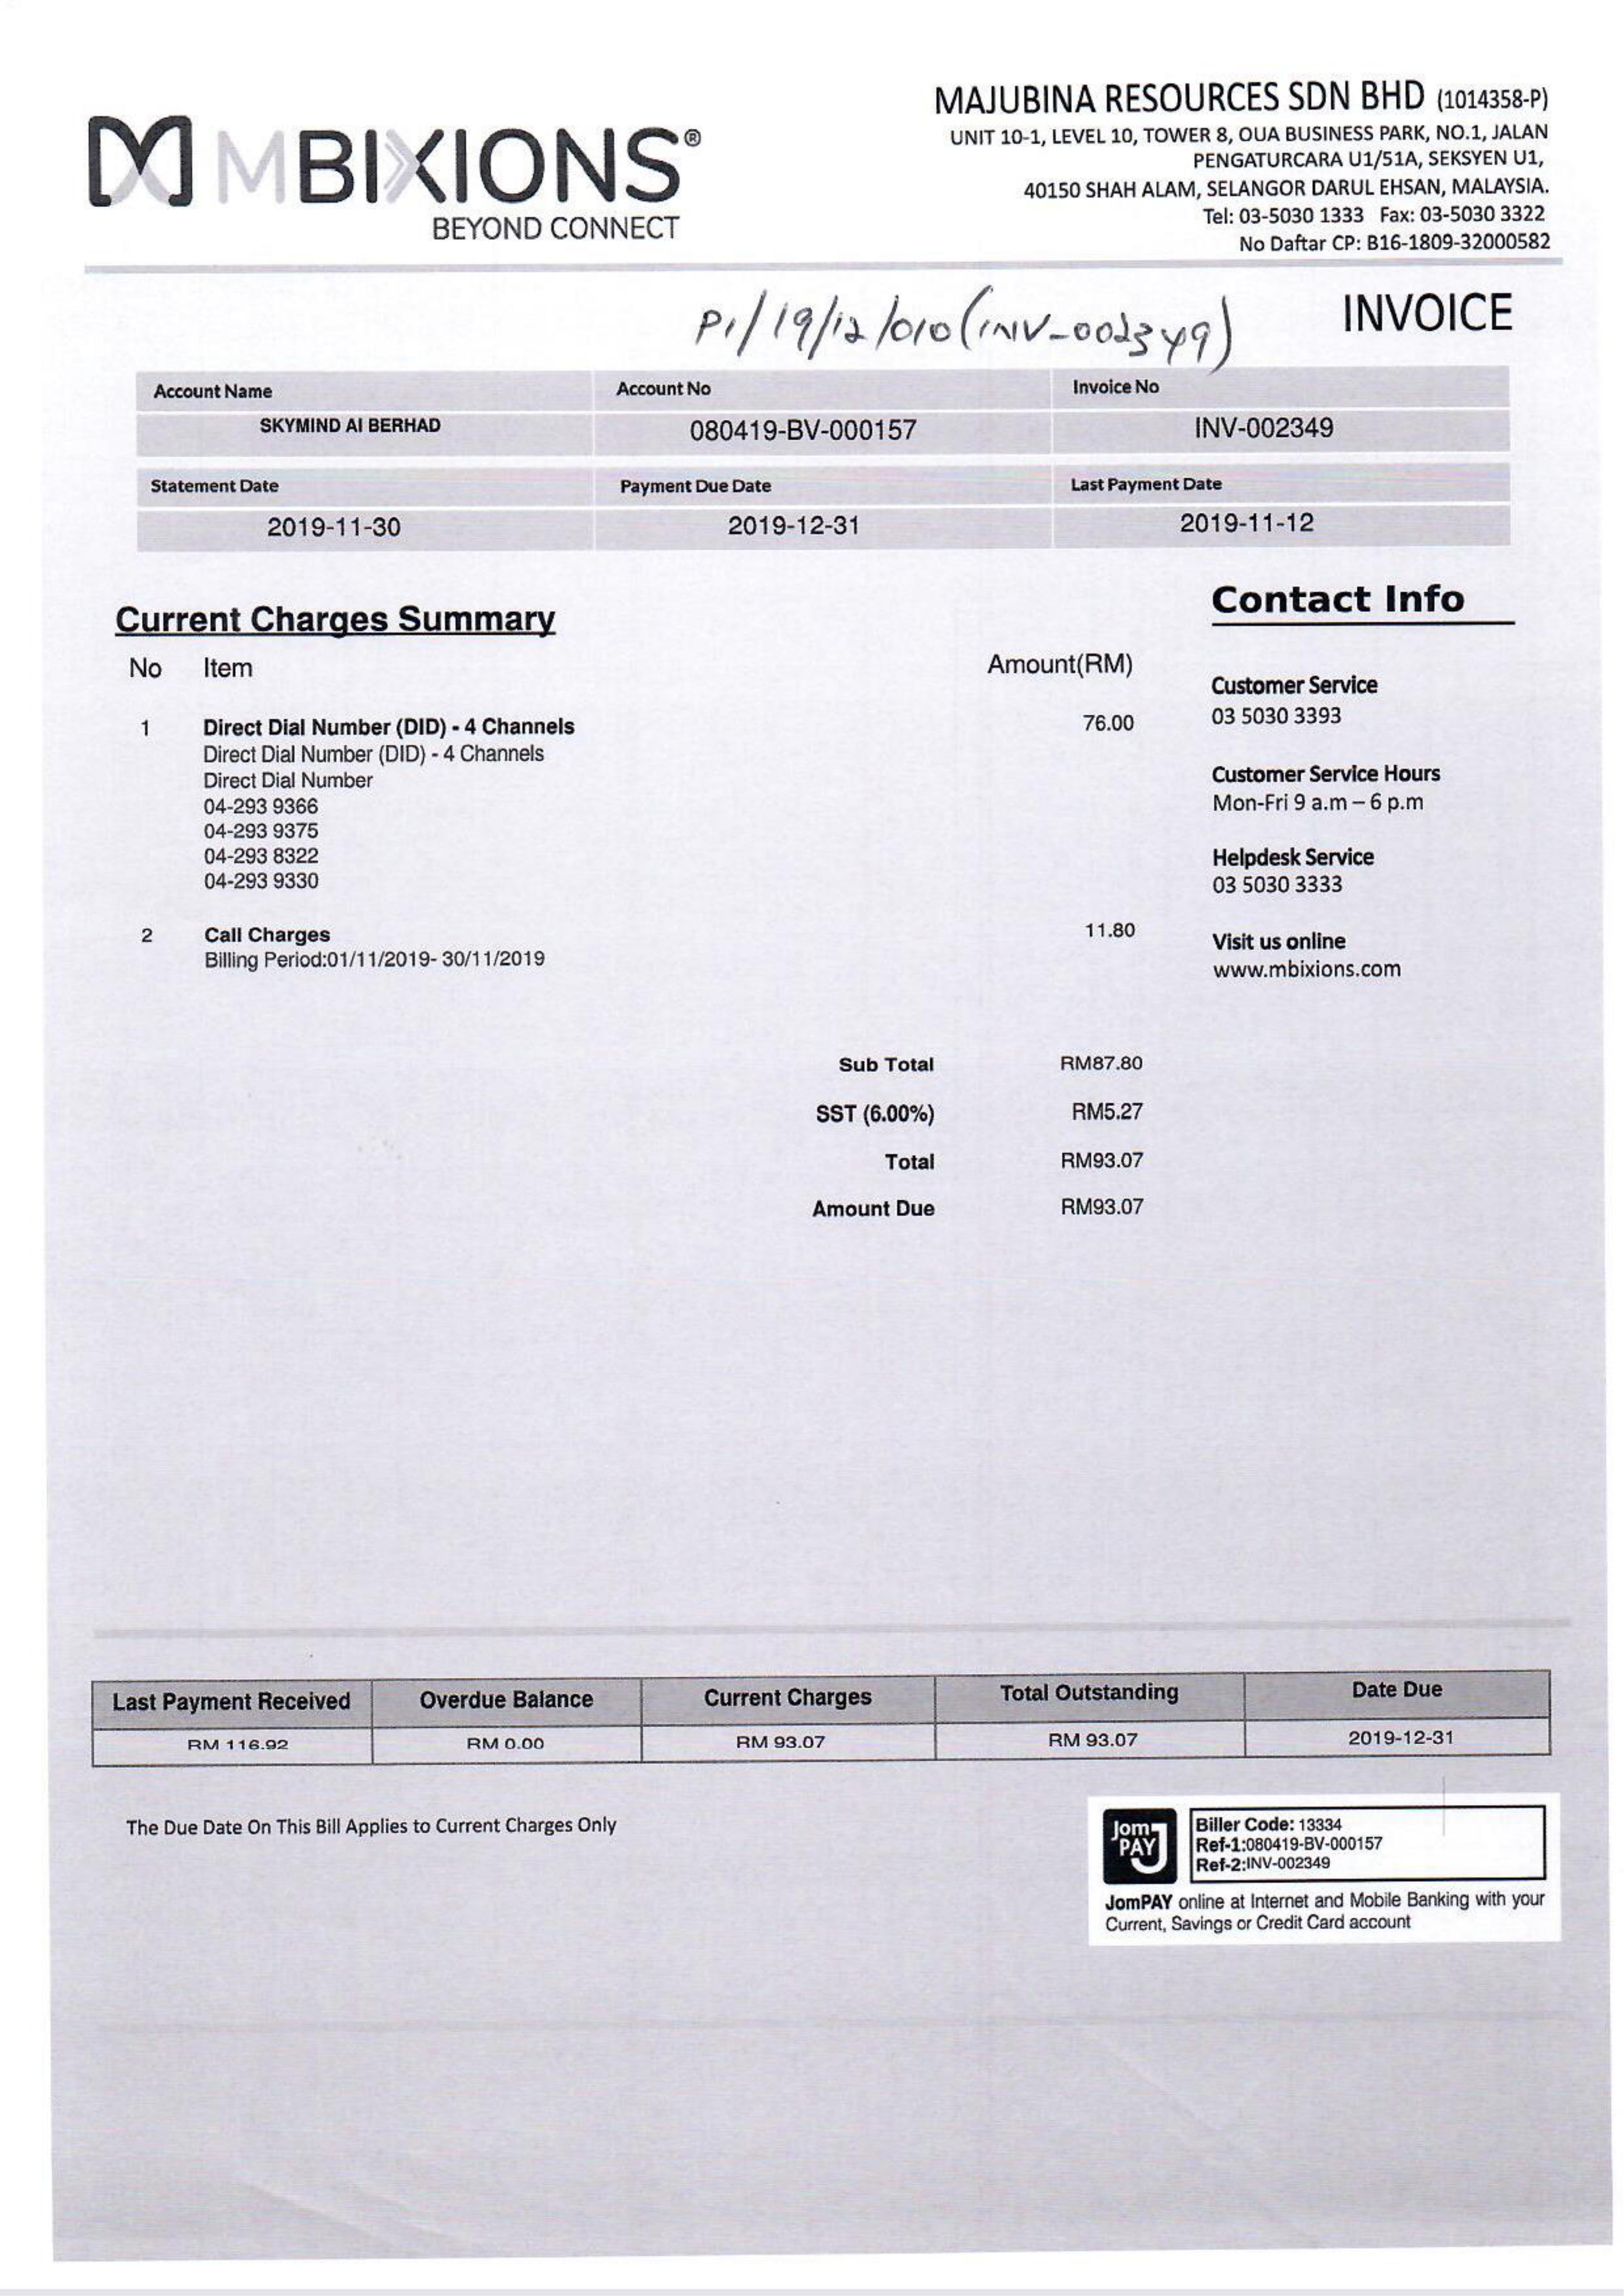 MBIXIONS®
BEYOND CONNECT
MAJUBINA RESOURCES SDN BHD (1014358-P)
UNIT 10-1, LEVEL 10, TOWER 8, OUA BUSINESS PARK, NO.1, JALAN
PENGATURCARA U1/51A, SEKSYEN U1,
40150 SHAH ALAM, SELANGOR DARUL EHSAN, MALAYSIA.
Tel: 03-5030 1333 Fax: 03-5030 3322
No Daftar CP: B16-1809-32000582
P1/19/12/010 (INV-002349)
INVOICE
Account Name Account No Invoice No
SKYMIND AI BERHAD 080419-BV-000157 INV-002349
Statement Date Payment Due Date Last Payment Date
2019-11-30 2019-12-31 2019-11-12
Current Charges Summary
No Item Amount(RM)
1 Direct Dial Number (DID) - 4 Channels 76.00
Direct Dial Number (DID) - 4 Channels
Direct Dial Number
04-293 9366
04-293 9375
04-293 8322
04-293 9330
2 Call Charges 11.80
Billing Period:01/11/2019- 30/11/2019
Sub Total RM87.80
SST (6.00%) RM5.27
Total RM93.07
Amount Due RM93.07
Contact Info
Customer Service
03 5030 3393
Customer Service Hours
Mon-Fri 9 a.m – 6 p.m
Helpdesk Service
03 5030 3333
Visit us online
www.mbixions.com
Last Payment Received Overdue Balance Current Charges Total Outstanding Date Due
RM 116.92 RM 0.00 RM 93.07 RM 93.07 2019-12-31
The Due Date On This Bill Applies to Current Charges Only
Jom
PAY
Biller Code: 13334
Ref-1:080419-BV-000157
Ref-2:INV-002349
JomPAY online at Internet and Mobile Banking with your
Current, Savings or Credit Card account